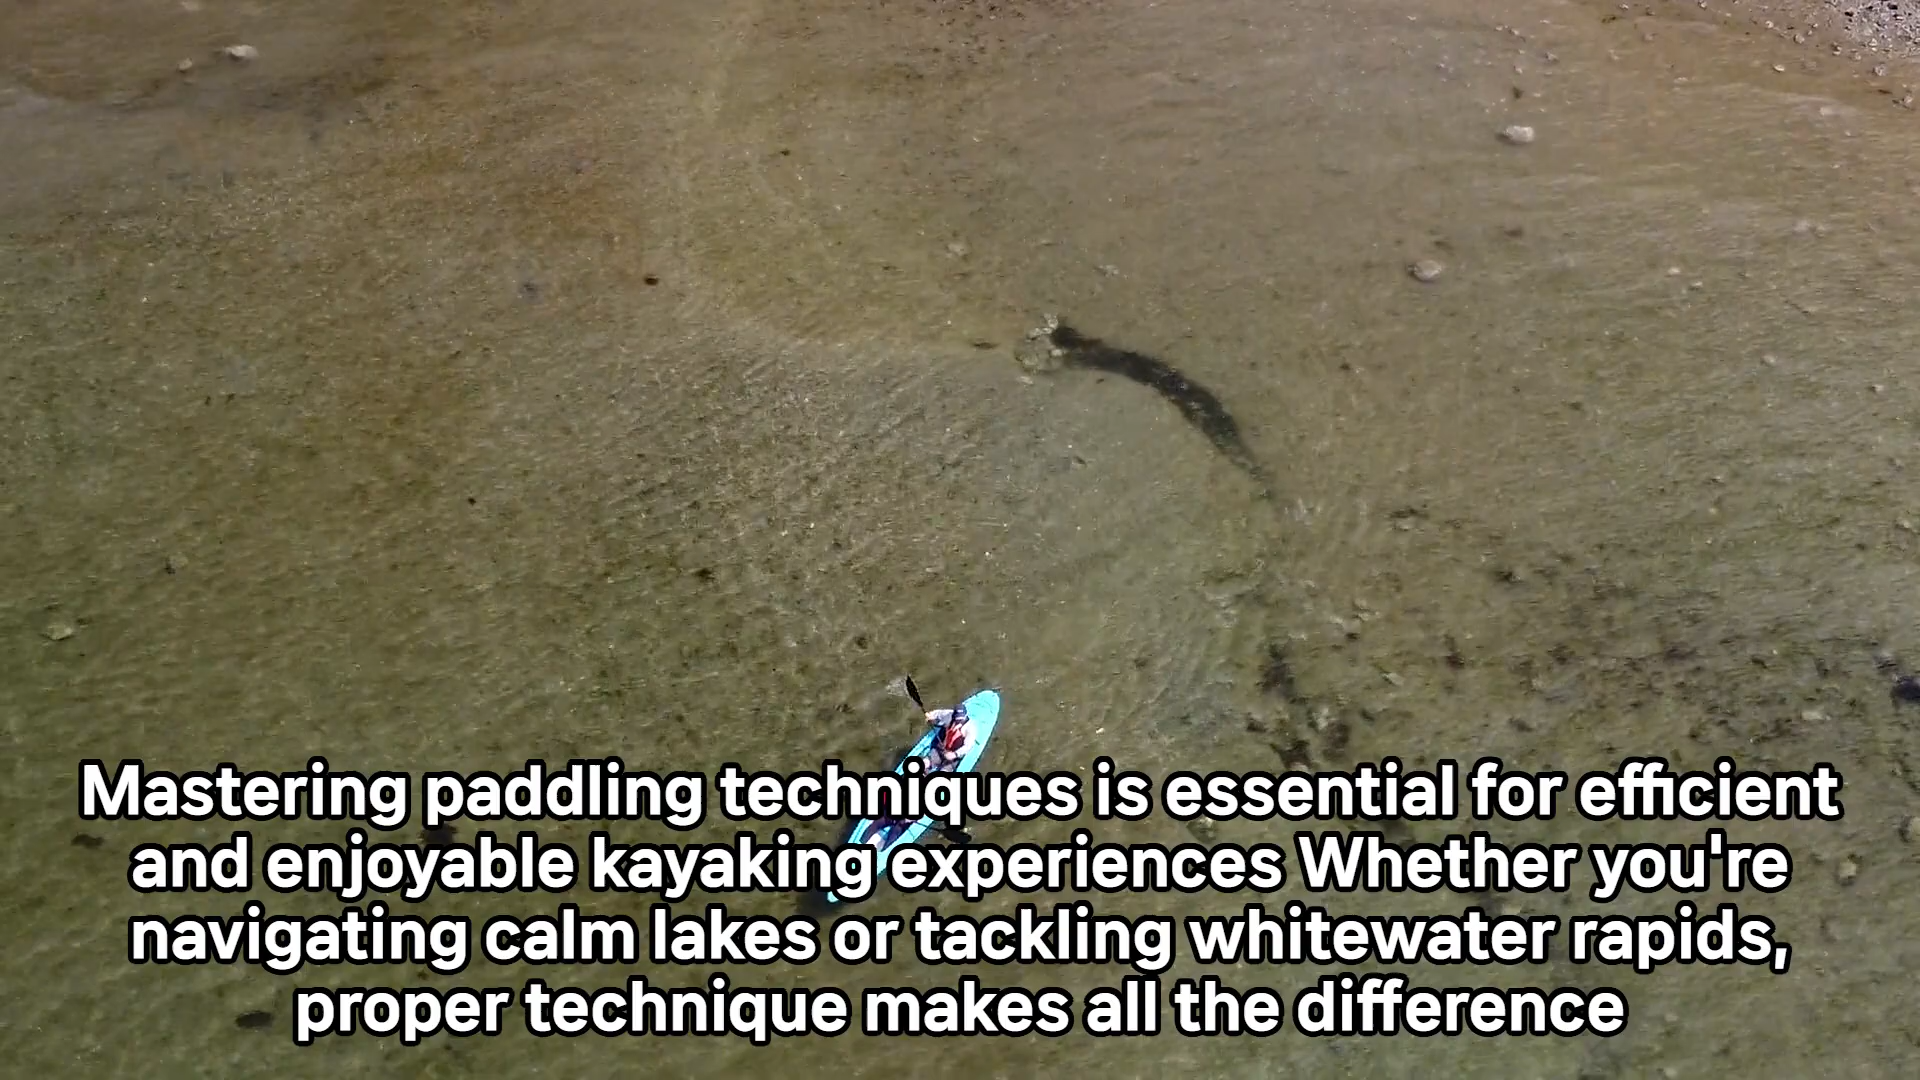 Mastering paddling techniques is essential for efficient
and enjoyable kayaking experiences Whether you're
navigating calm lakes or tackling whitewater rapids,
proper technique makes all the difference